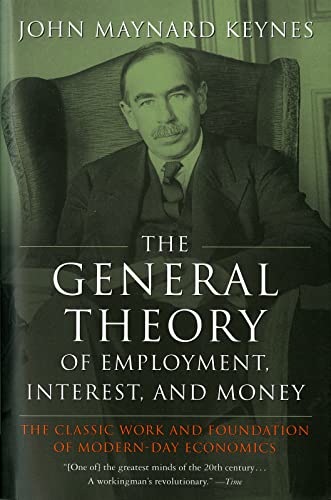 JOHN MAYNARD KEYNES
THE
GENERAL
THEORY
OF EMPLOYMENT,
INTEREST, AND MONEY
THE CLASSIC WORK AND FOUNDATION
OF MODERN-DAY ECONOMICS
"[One of] the greatest minds of the 20th century...
A workingman's revolutionary." —Time